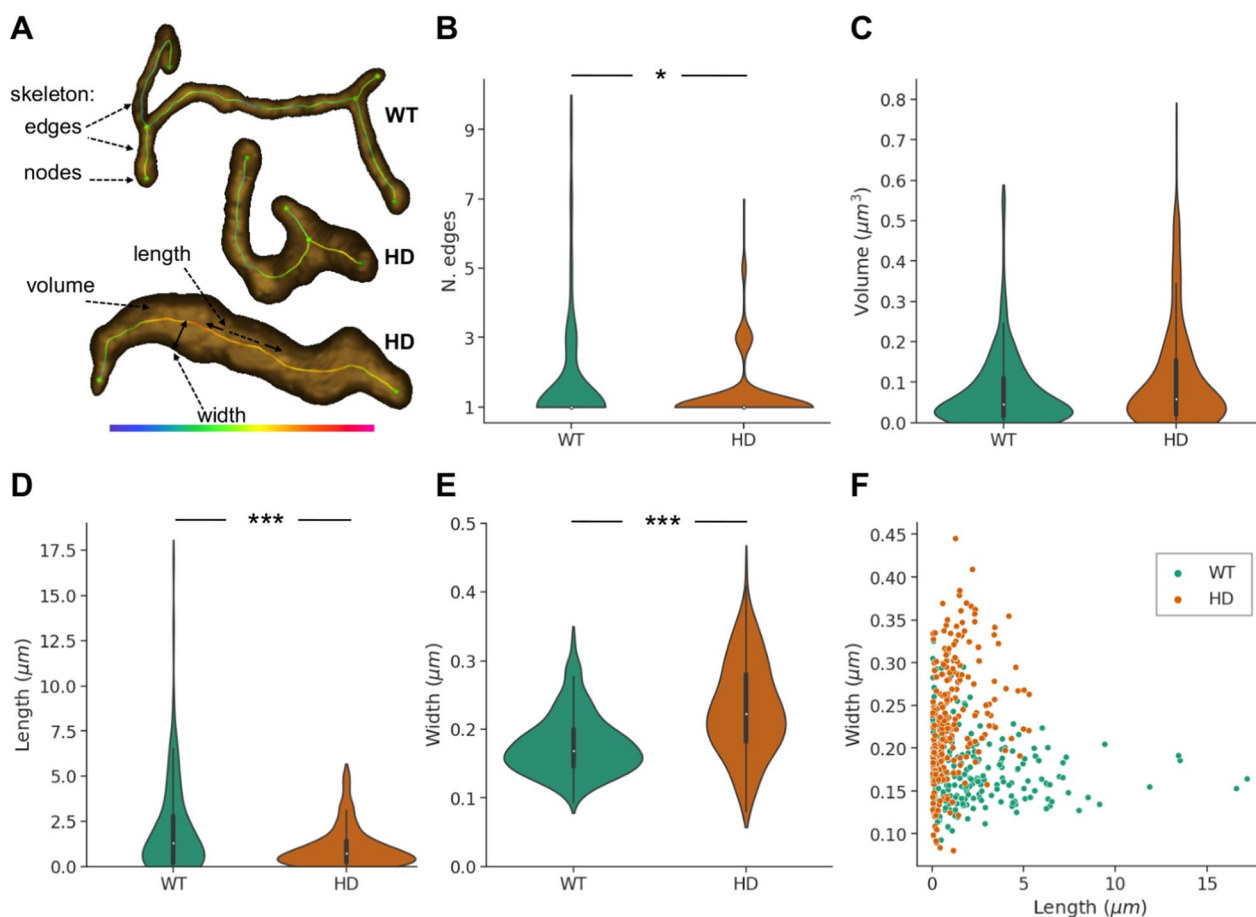 A
skeleton:
edges
nodes
WT
HD
length
volume
HD
width
B
*
N. edges
9
7
5
3
1
WT
HD
C
Volume (μm³)
0.8
0.7
0.6
0.5
0.4
0.3
0.2
0.1
0.0
WT
HD
D
***
Length (μm)
17.5
15.0
12.5
10.0
7.5
5.0
2.5
0.0
WT
HD
E
***
Width (μm)
0.5
0.4
0.3
0.2
0.1
0.0
WT
HD
F
WT
HD
Width (μm)
0.45
0.40
0.35
0.30
0.25
0.20
0.15
0.10
0
5
10
15
Length (μm)